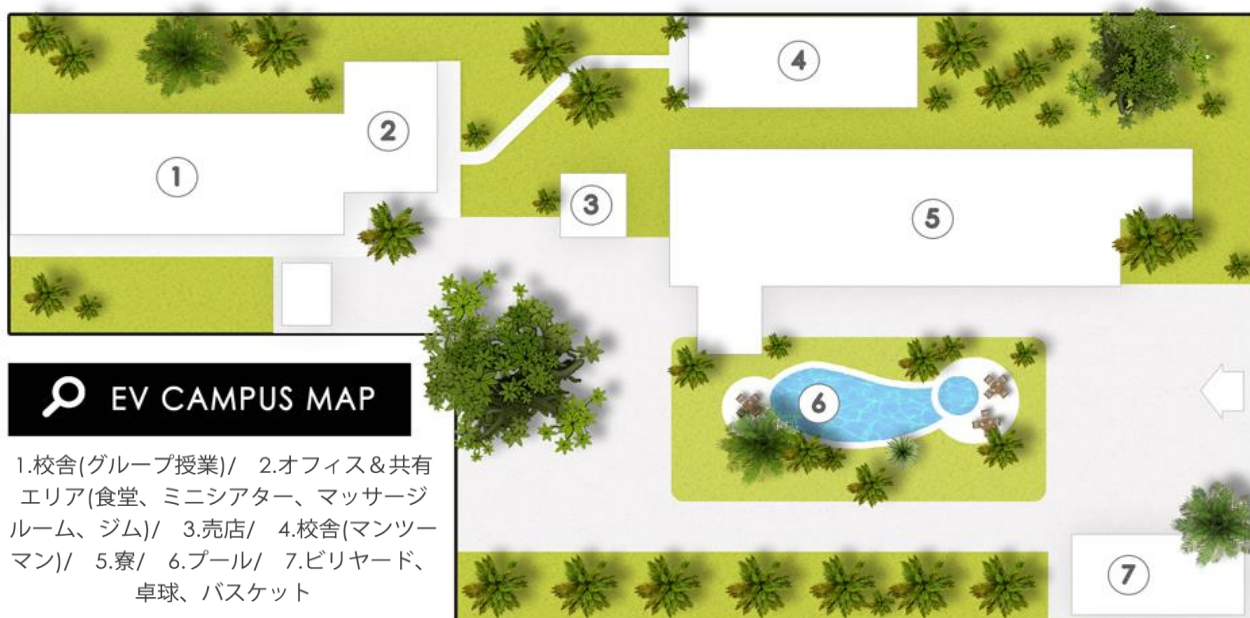 1
2
3
4
5
6
7
EV CAMPUS MAP
1.校舎(グループ授業)/ 2.オフィス&共有
エリア(食堂、ミニシアター、マッサージ
ルーム、ジム)/ 3.売店/ 4.校舎(マンツー
マン)/ 5.寮/ 6.プール/ 7.ビリヤード、
卓球、バスケット